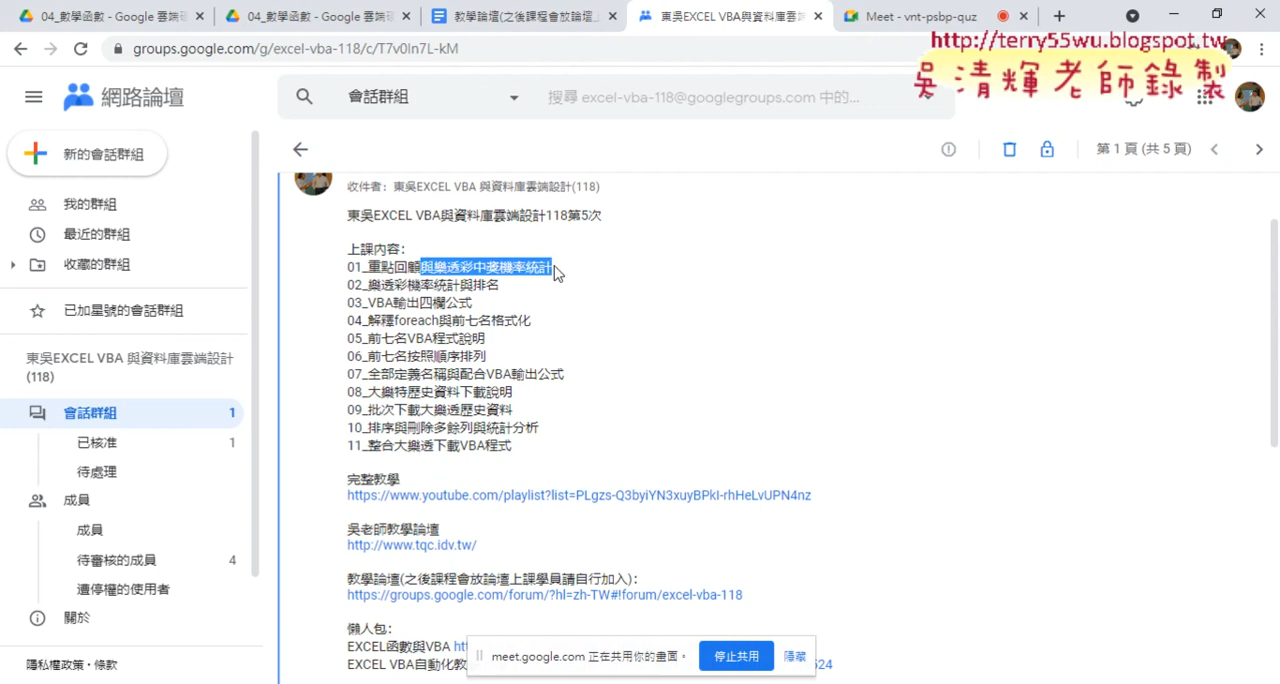 04_數學函數 - Google 雲端硬
04_數學函數 - Google 雲端硬
教學論壇(之後課程會放論壇上
東吳EXCEL VBA與資料庫雲端
Meet - vnt-psbp-quz
groups.google.com/g/excel-vba-118/c/T7v0ln7L-kM
http://terry55wu.blogspot.tw
吳清輝老師錄製
網路論壇
會話群組
搜尋 excel-vba-118@googlegroups.com 中的...
新的會話群組
第 1 頁 (共 5 頁)
我的群組
最近的群組
收藏的群組
已加星號的會話群組
東吳EXCEL VBA 與資料庫雲端設計
(118)
會話群組 1
已核准 1
待處理
成員
成員
待審核的成員 4
遭停權的使用者
關於
隱私權政策・條款
收件者： 東吳EXCEL VBA 與資料庫雲端設計(118)
東吳EXCEL VBA與資料庫雲端設計118第5次
上課內容：
01_重點回顧與樂透彩中獎機率統計
02_樂透彩機率統計與排名
03_VBA輸出四欄公式
04_解釋foreach與前七名格式化
05_前七名VBA程式說明
06_前七名按照順序排列
07_全部定義名稱與配合VBA輸出公式
08_大樂特歷史資料下載說明
09_批次下載大樂透歷史資料
10_排序與刪除多餘列與統計分析
11_整合大樂透下載VBA程式
完整教學
https://www.youtube.com/playlist?list=PLgzs-Q3byiYN3xuyBPkI-rhHeLvUPN4nz
吳老師教學論壇
http://www.tqc.idv.tw/
教學論壇(之後課程會放論壇上課學員請自行加入)：
https://groups.google.com/forum/?hl=zh-TW#!forum/excel-vba-118
懶人包：
EXCEL函數與VBA
EXCEL VBA自動化教
meet.google.com 正在共用你的畫面。
停止共用
隱藏